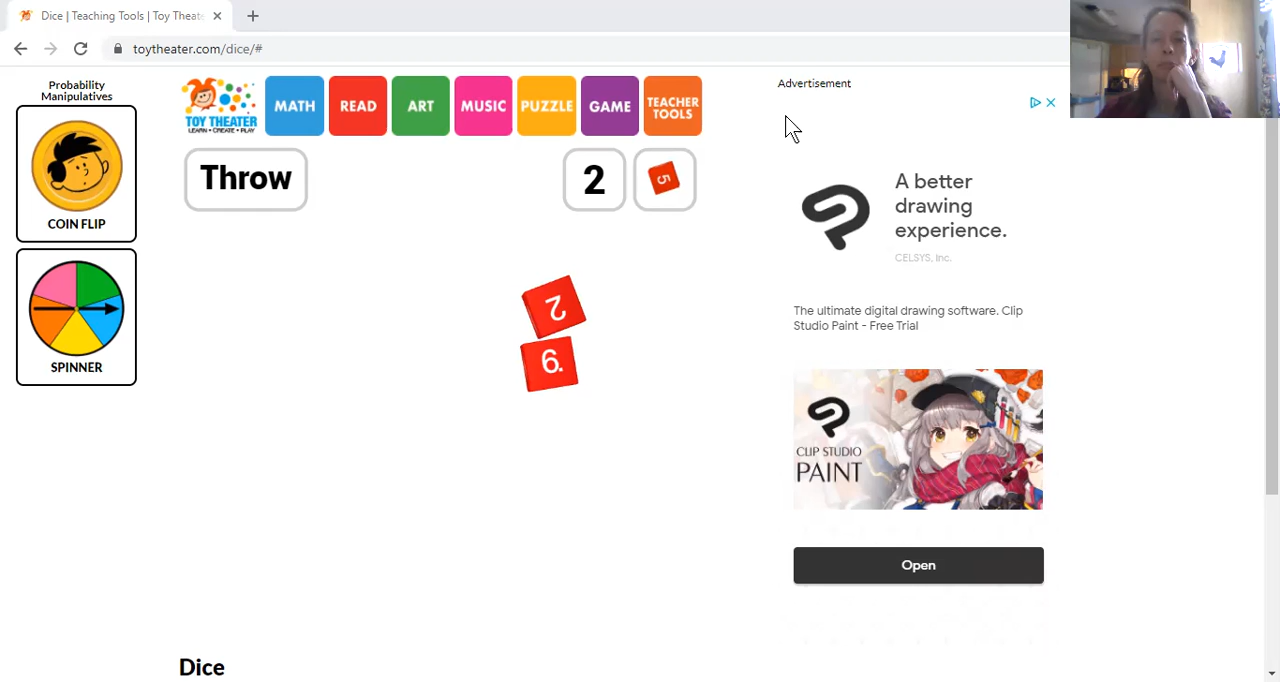 Dice | Teaching Tools | Toy Theate
toytheater.com/dice/#
Probability
Manipulatives
COIN FLIP
SPINNER
TOY THEATER
LEARN • CREATE • PLAY
MATH
READ
ART
MUSIC
PUZZLE
GAME
TEACHER
TOOLS
Throw
2
5
2
9.
Advertisement
A better
drawing
experience.
CELSYS, Inc.
The ultimate digital drawing software. Clip
Studio Paint - Free Trial
CLIP STUDIO
PAINT
Open
Dice